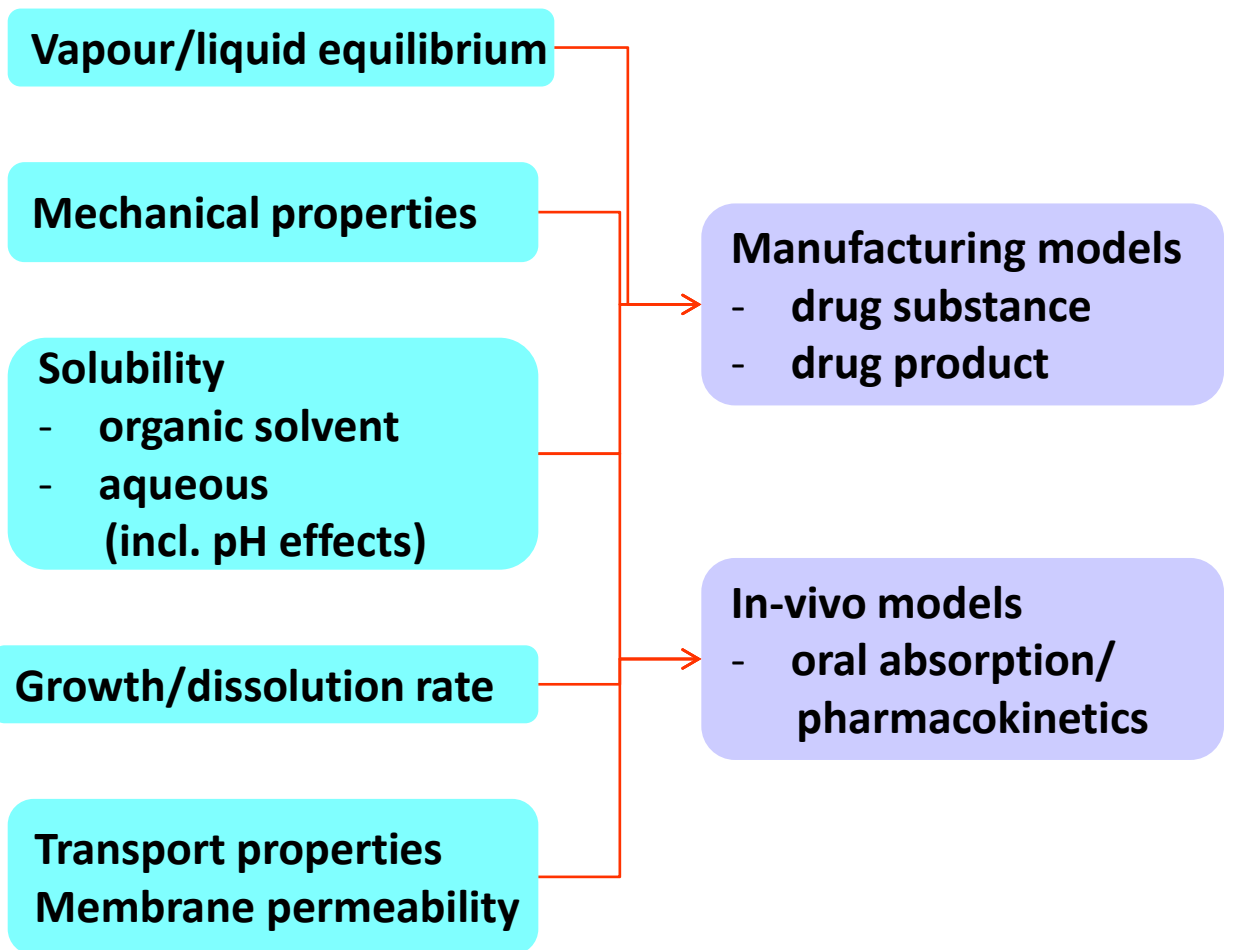 Vapour/liquid equilibrium
Mechanical properties
Solubility
- organic solvent
- aqueous
(incl. pH effects)
Growth/dissolution rate
Transport properties
Membrane permeability
Manufacturing models
- drug substance
- drug product
In-vivo models
- oral absorption/
pharmacokinetics